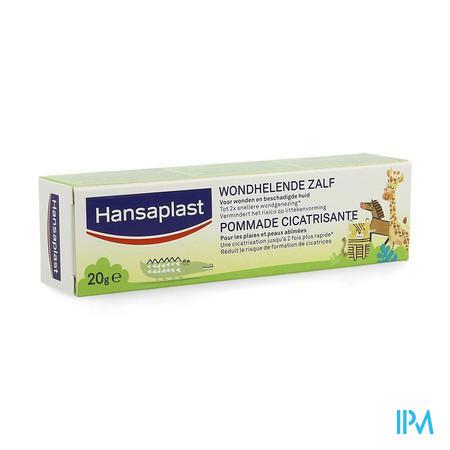 Hansaplast
20g e
WONDHELENDE ZALF
Voor wonden en beschadigde huid
Tot 2x snellere wondgenezing*
Vermindert het risico op littekenvorming
POMMADE CICATRISANTE
Pour les plaies et peaux abîmées
Une cicatrisation jusqu'à 2 fois plus rapide*
Réduit le risque de formation de cicatrices
IPM